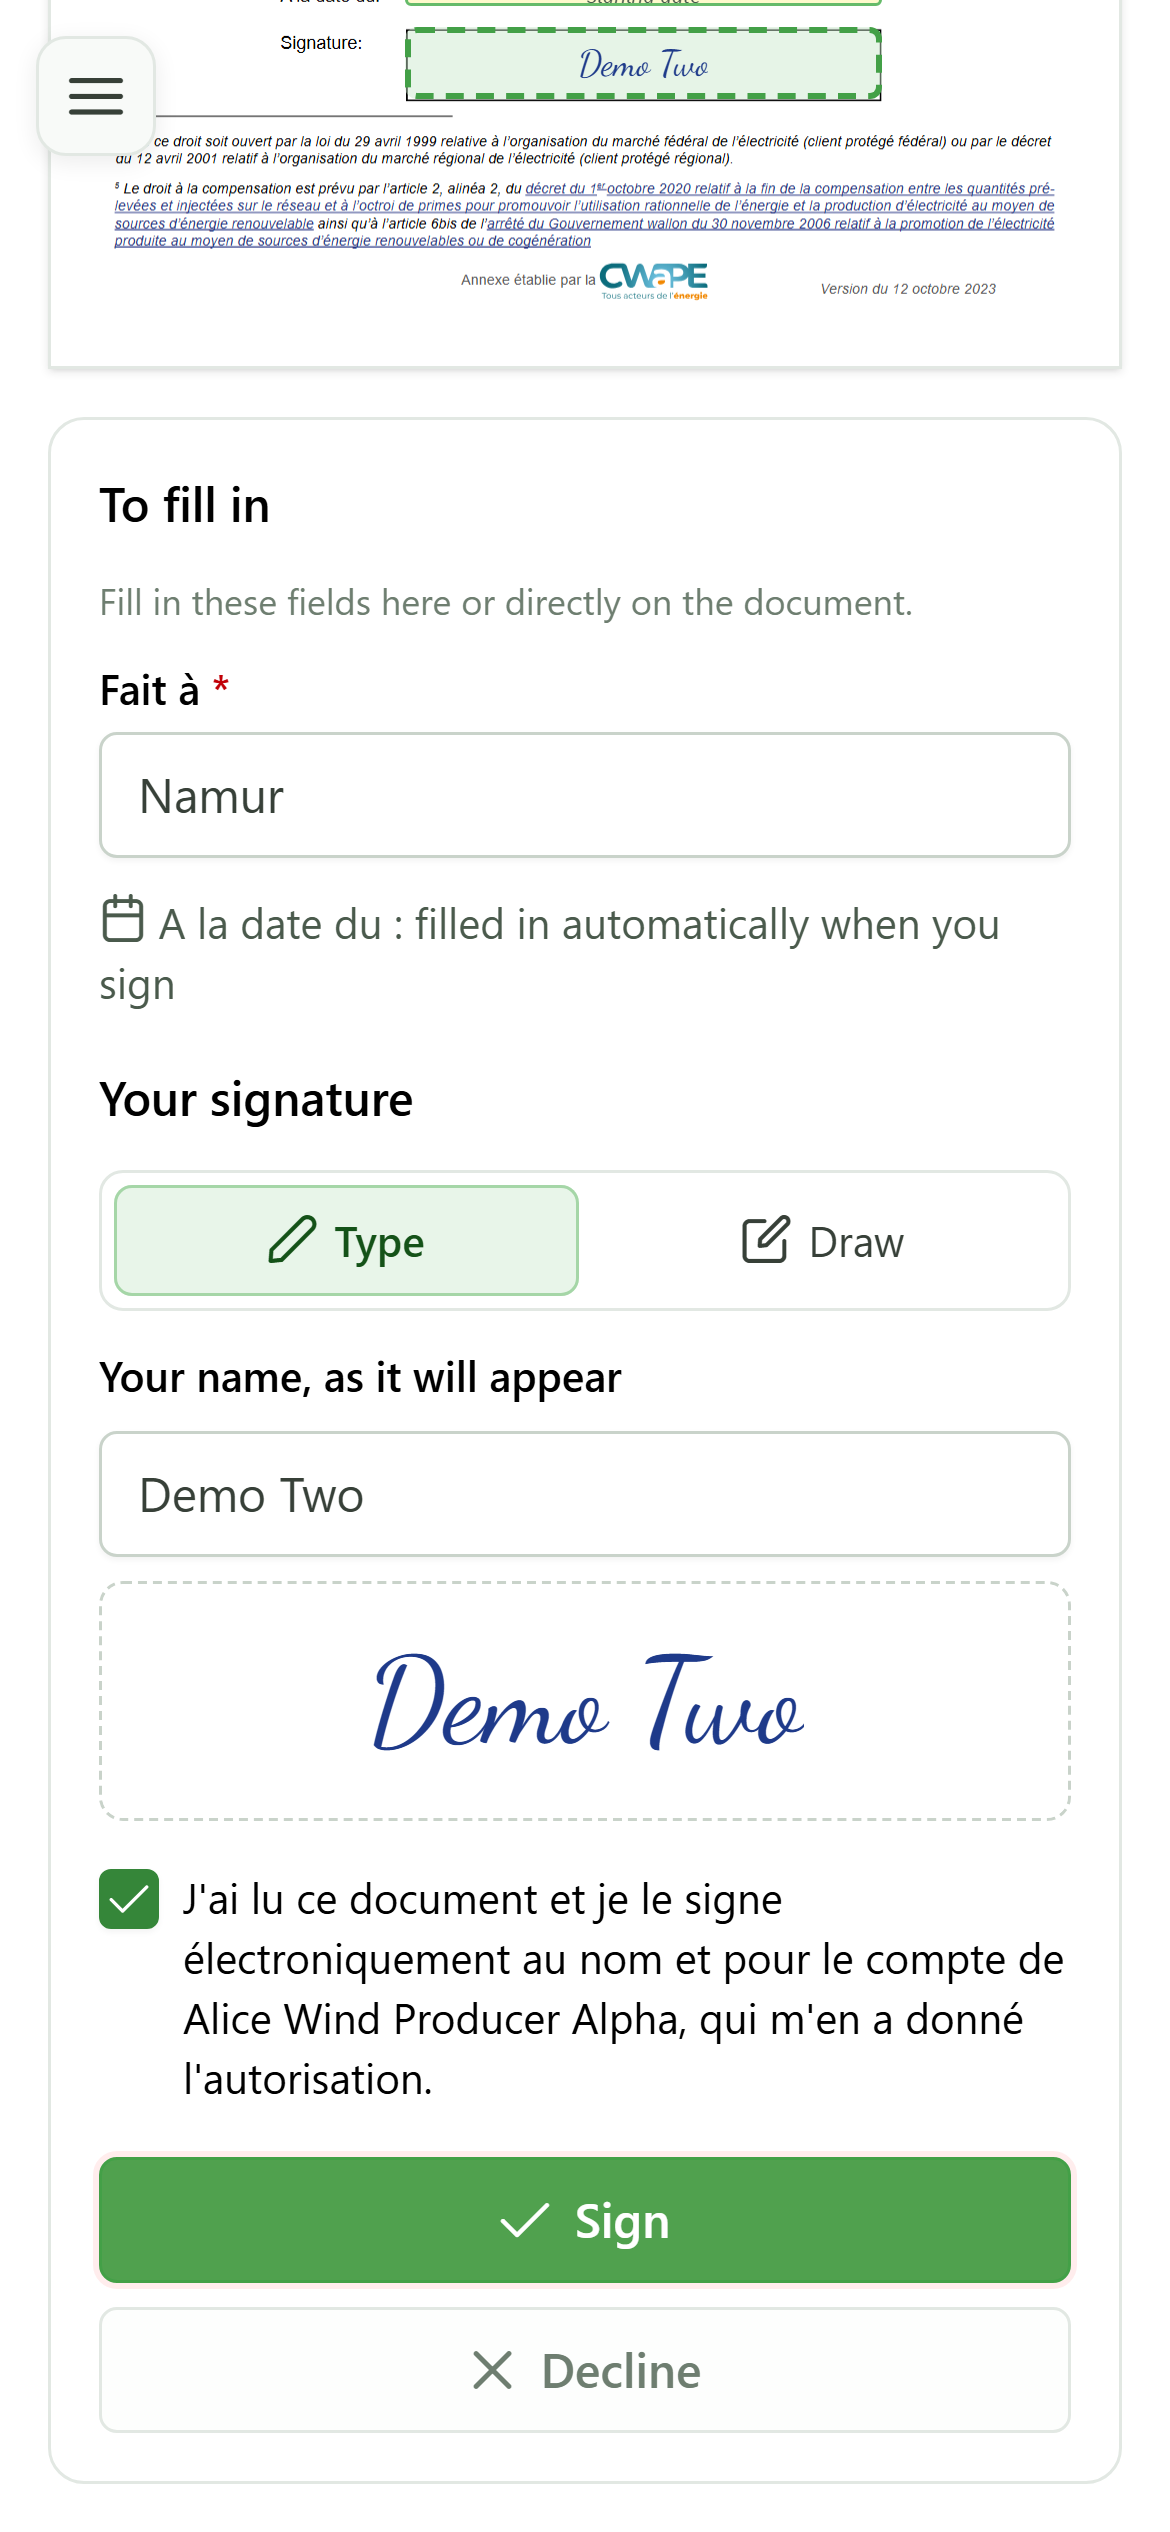 Signature:
Demo Two
ce droit soit ouvert par la loi du 29 avril 1999 relative à l'organisation du marché fédéral de l'électricité (client protégé fédéral) ou par le décret
du 12 avril 2001 relatif à l'organisation du marché régional de l'électricité (client protégé régional).
⁵ Le droit à la compensation est prévu par l'article 2, alinéa 2, du décret du 1er octobre 2020 relatif à la fin de la compensation entre les quantités pré-
levées et injectées sur le réseau et à l'octroi de primes pour promouvoir l'utilisation rationnelle de l'énergie et la production d'électricité au moyen de
sources d'énergie renouvelable ainsi qu'à l'article 6bis de l'arrêté du Gouvernement wallon du 30 novembre 2006 relatif à la promotion de l'électricité
produite au moyen de sources d'énergie renouvelables ou de cogénération
Annexe établie par la CWaPE
Tous acteurs de l'énergie
Version du 12 octobre 2023
To fill in
Fill in these fields here or directly on the document.
Fait à *
Namur
A la date du : filled in automatically when you
sign
Your signature
Type
Draw
Your name, as it will appear
Demo Two
Demo Two
J'ai lu ce document et je le signe
électroniquement au nom et pour le compte de
Alice Wind Producer Alpha, qui m'en a donné
l'autorisation.
Sign
Decline